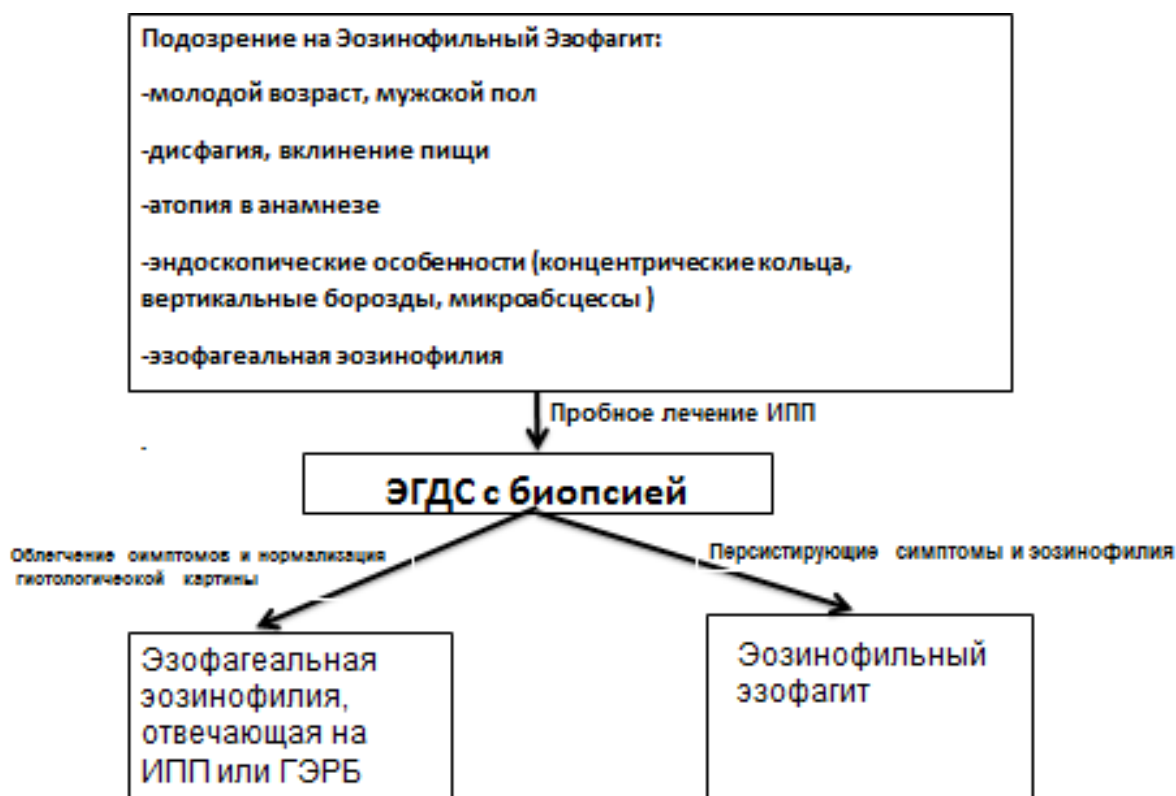 Подозрение на Эозинофильный Эзофагит:
-молодой возраст, мужской пол
-дисфагия, вклинение пищи
-атопия в анамнезе
-эндоскопические особенности (концентрические кольца,
вертикальные борозды, микроабсцессы )
-эзофагеальная эозинофилия
Пробное лечение ИПП
-
ЭГДС с биопсией
Облегчение симптомов и нормализация
гистологической картины
Персистирующие симптомы и эозинофилия
Эзофагеальная
эозинофилия,
отвечающая на
ИПП или ГЭРБ
Эозинофильный
эзофагит